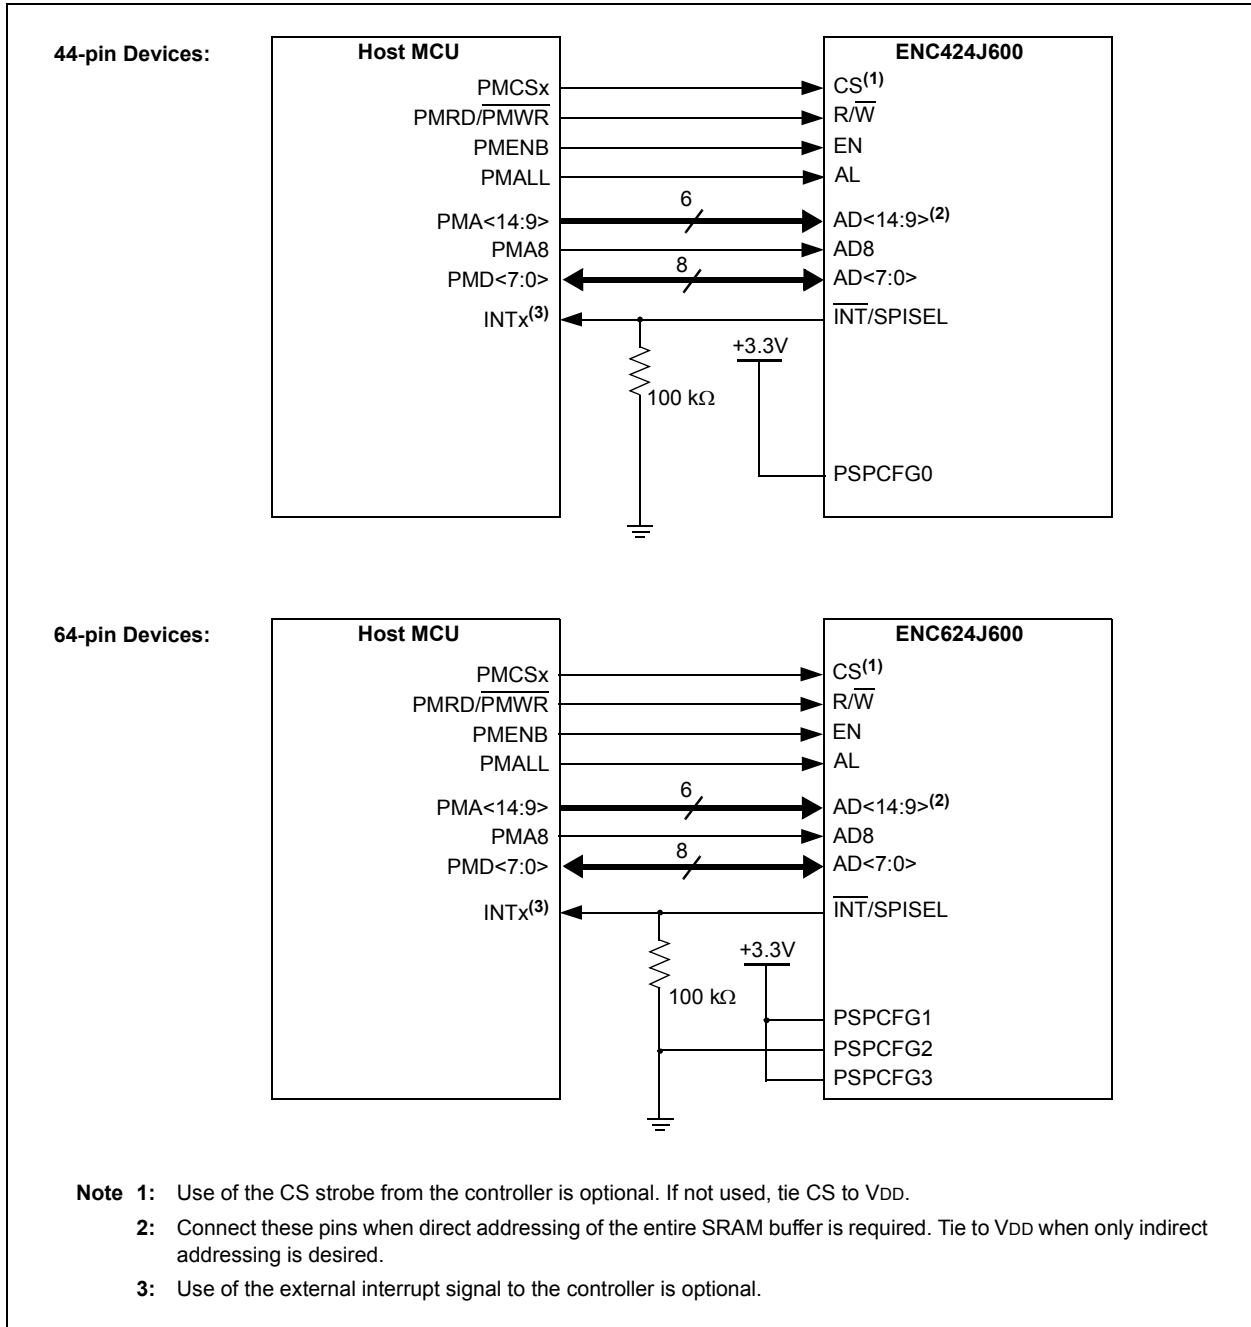 44-pin Devices:
Host MCU
ENC424J600
PMCSx
CS(1)
PMRD/PMWR
R/W
PMENB
EN
PMALL
AL
6
PMA<14:9>
AD<14:9>(2)
PMA8
AD8
8
PMD<7:0>
AD<7:0>
INTx(3)
INT/SPISEL
+3.3V
100 kΩ
PSPCFG0
64-pin Devices:
Host MCU
ENC624J600
PMCSx
CS(1)
PMRD/PMWR
R/W
PMENB
EN
PMALL
AL
6
PMA<14:9>
AD<14:9>(2)
PMA8
AD8
8
PMD<7:0>
AD<7:0>
INTx(3)
INT/SPISEL
+3.3V
100 kΩ
PSPCFG1
PSPCFG2
PSPCFG3
Note 1: Use of the CS strobe from the controller is optional. If not used, tie CS to VDD.
2: Connect these pins when direct addressing of the entire SRAM buffer is required. Tie to VDD when only indirect
addressing is desired.
3: Use of the external interrupt signal to the controller is optional.